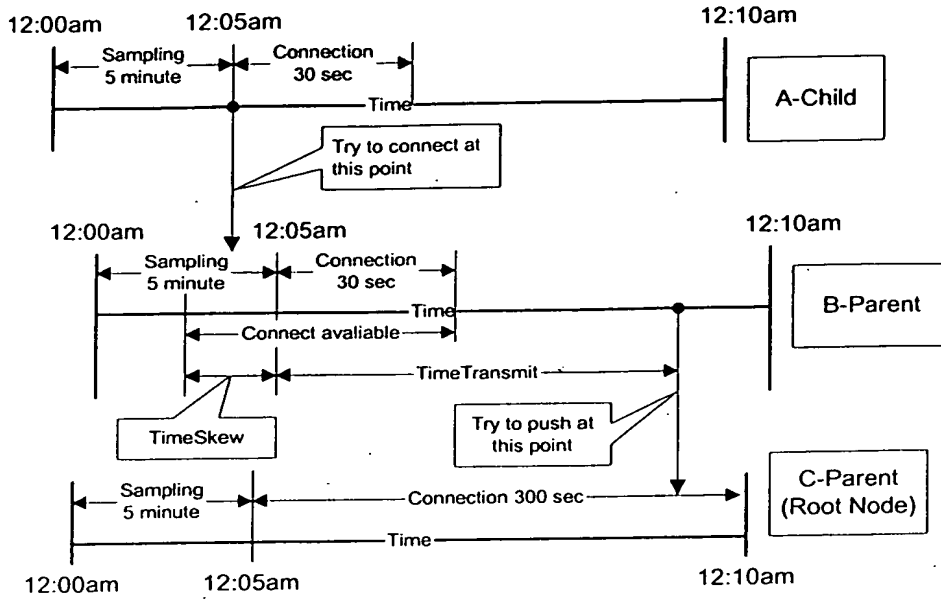 12:00am 12:05am 12:10am
Sampling
5 minute
Connection
30 sec
Time
A-Child
Try to connect at
this point
12:00am 12:05am 12:10am
Sampling
5 minute
Connection
30 sec
Time
B-Parent
Connect avaliable
TimeTransmit
TimeSkew
Try to push at
this point
Sampling
5 minute
Connection 300 sec
C-Parent
(Root Node)
Time
12:00am 12:05am 12:10am